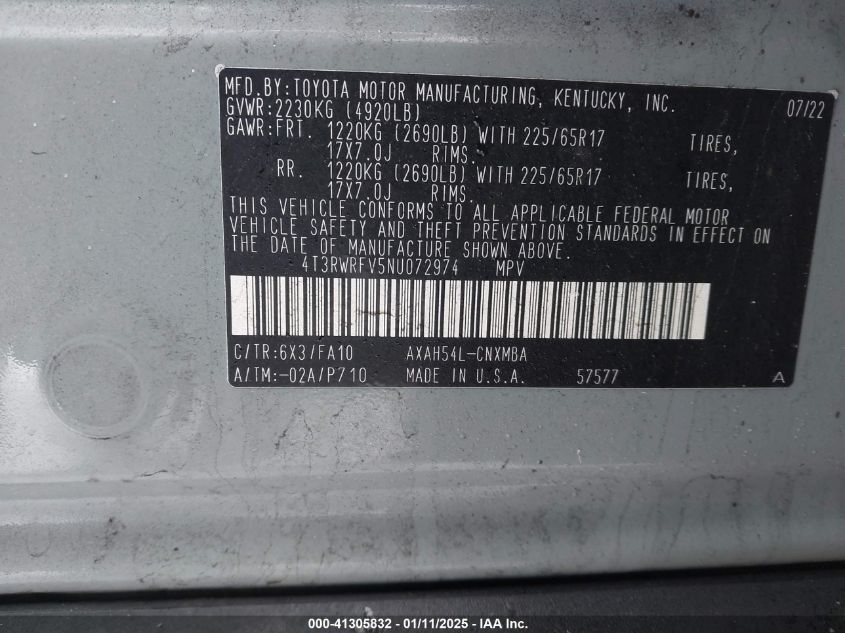 MFD.BY:TOYOTA MOTOR MANUFACTURING, KENTUCKY, INC. 07/22
GVWR:2230KG (4920LB)
GAWR:FRT. 1220KG (2690LB) WITH 225/65R17 TIRES,
17X7.0J RIMS.
RR. 1220KG (2690LB) WITH 225/65R17 TIRES,
17X7.0J RIMS.
THIS VEHICLE CONFORMS TO ALL APPLICABLE FEDERAL MOTOR
VEHICLE SAFETY AND THEFT PREVENTION STANDARDS IN EFFECT ON
THE DATE OF MANUFACTURE SHOWN ABOVE.
4T3RWRFV5NU072974 MPV
C/TR:6X3/FA10 AXAH54L-CNXMBA
A/TM:-02A/P710 MADE IN U.S.A. 57577 A
000-41305832 - 01/11/2025 - IAAI, Inc.